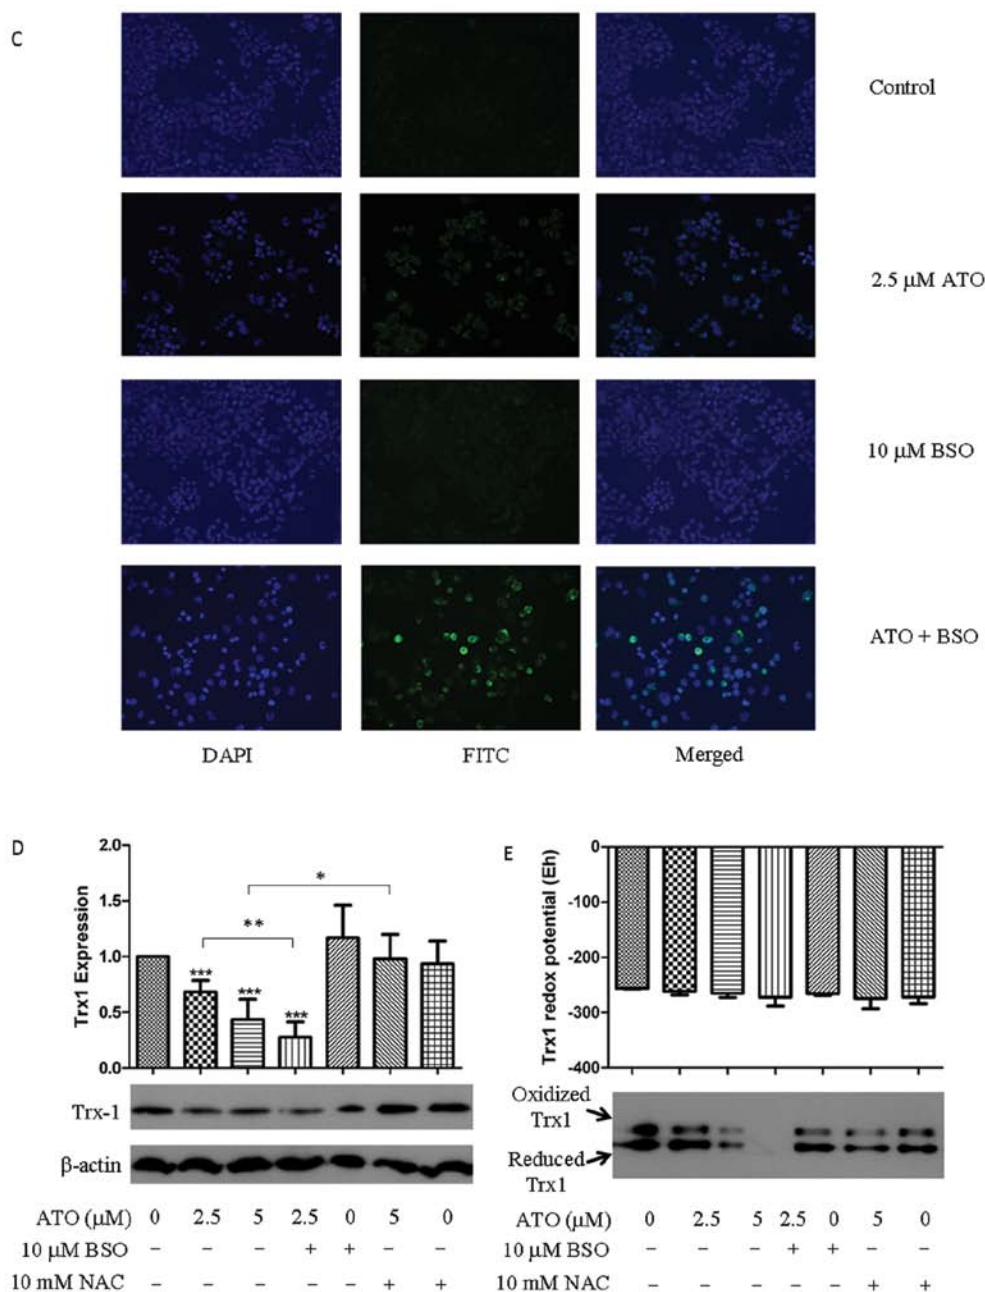 C
Control
2.5 μM ATO
10 μM BSO
ATO + BSO
DAPI FITC Merged
D
Trx1 Expression
2.0
1.5
1.0
0.5
0.0
*
**
*** *** ***
Trx-1
β-actin
ATO (μM) 0 2.5 5 2.5 0 5 0
10 μM BSO – – – + + – –
10 mM NAC – – – – – + +
E
Trx1 redox potential (Eh)
0
-100
-200
-300
-400
Oxidized
Trx1
Reduced
Trx1
ATO (μM) 0 2.5 5 2.5 0 5 0
10 μM BSO – – – + + – –
10 mM NAC – – – – – + +